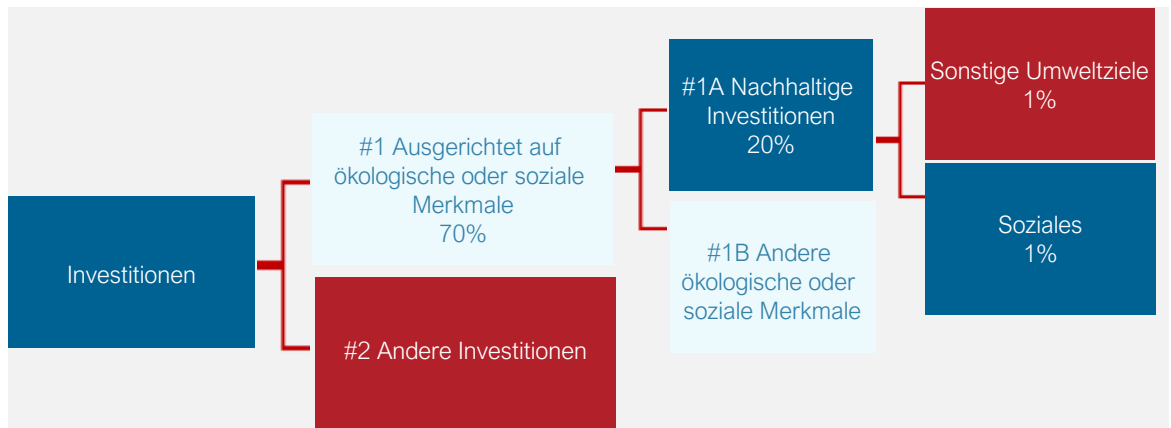 Investitionen
#1 Ausgerichtet auf
ökologische oder soziale
Merkmale
70%
#2 Andere Investitionen
#1A Nachhaltige
Investitionen
20%
#1B Andere
ökologische oder
soziale Merkmale
Sonstige Umweltziele
1%
Soziales
1%